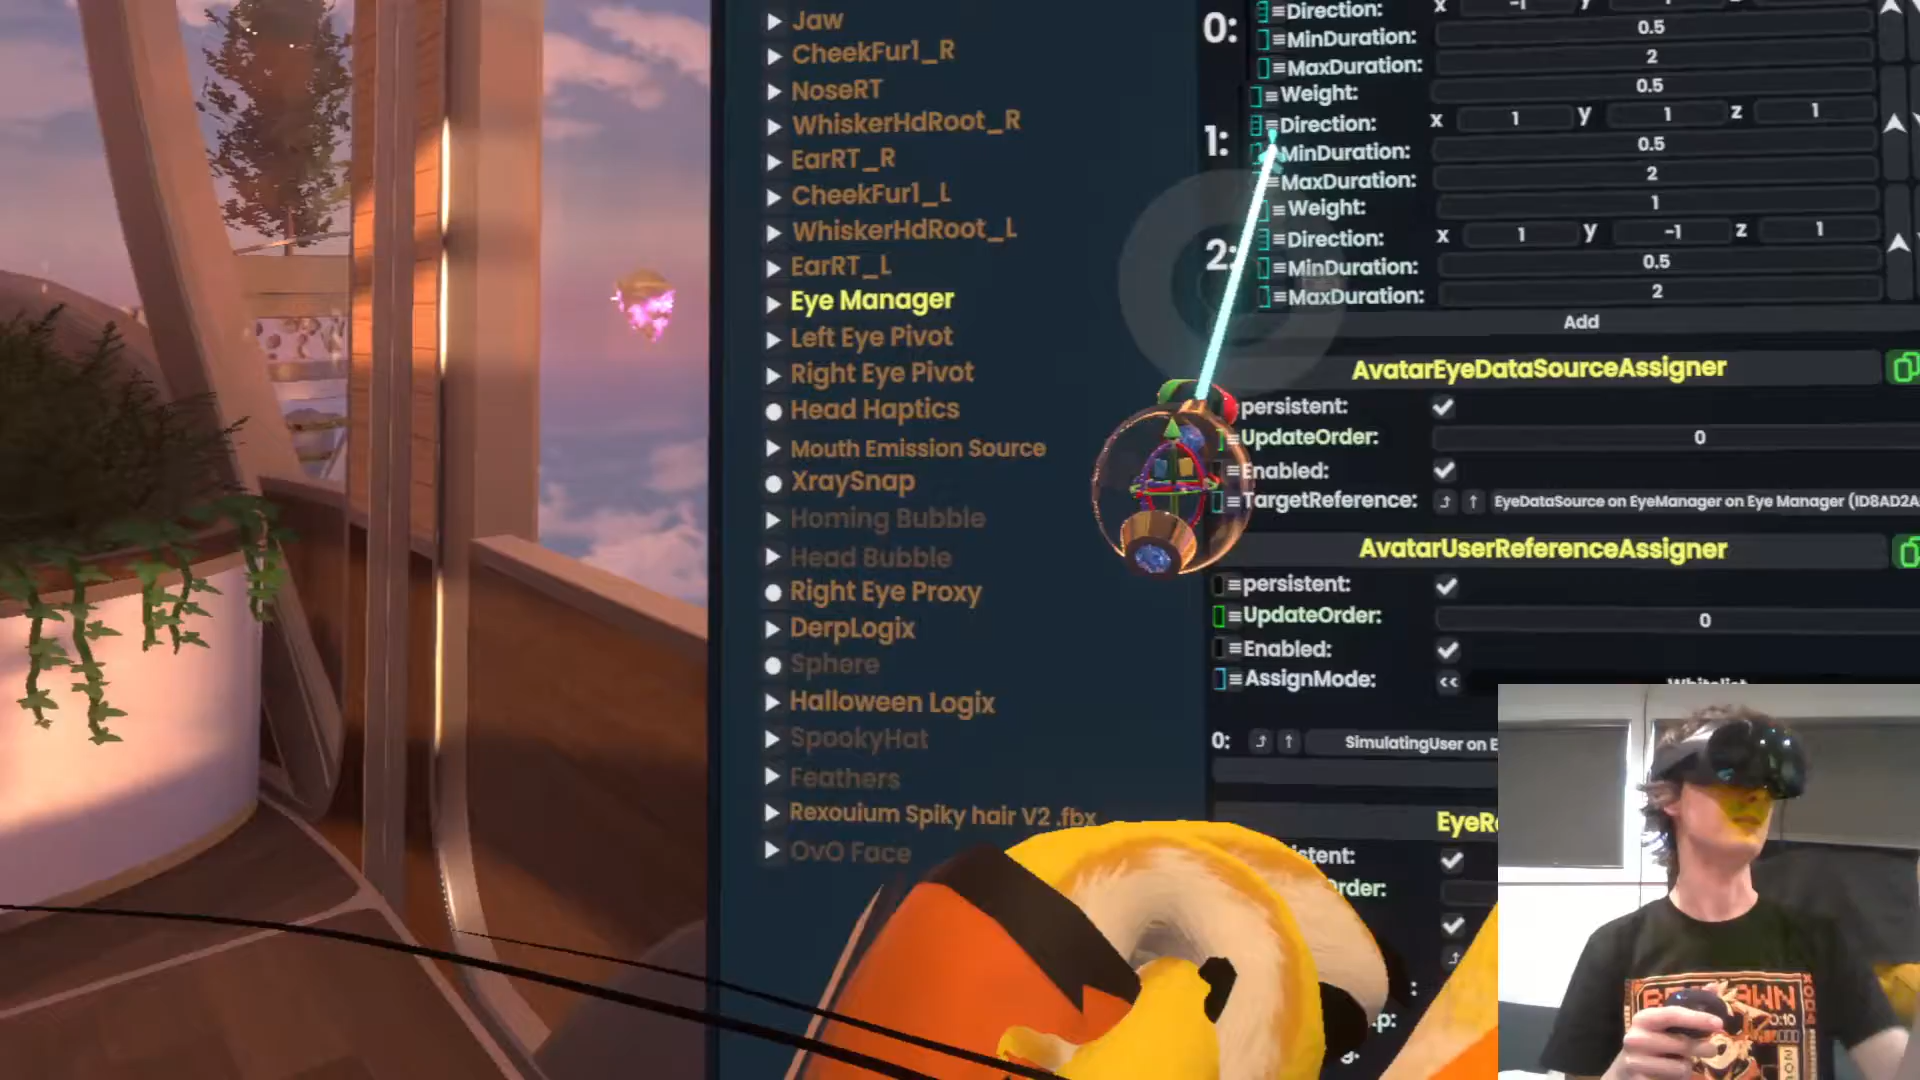 Jaw
CheekFur1_R
NoseRT
WhiskerHdRoot_R
EarRT_R
CheekFur1_L
WhiskerHdRoot_L
EarRT_L
Eye Manager
Left Eye Pivot
Right Eye Pivot
Head Haptics
Mouth Emission Source
XraySnap
Homing Bubble
Head Bubble
Right Eye Proxy
DerpLogix
Sphere
Halloween Logix
SpookyHat
Feathers
Rexouium Spiky hair V2 .fbx
OvO Face
0:
Direction: x -1 y
MinDuration: 0.5
MaxDuration: 2
1:
Weight: 0.5
Direction: x 1 y 1 z 1
MinDuration: 0.5
MaxDuration: 2
2:
Weight: 1
Direction: x 1 y -1 z 1
MinDuration: 0.5
MaxDuration: 2
Add
AvatarEyeDataSourceAssigner
persistent:
UpdateOrder: 0
Enabled:
TargetReference: EyeDataSource on EyeManager on Eye Manager (ID8AD2A
AvatarUserReferenceAssigner
persistent:
UpdateOrder: 0
Enabled:
AssignMode: <<
0: SimulatingUser on E